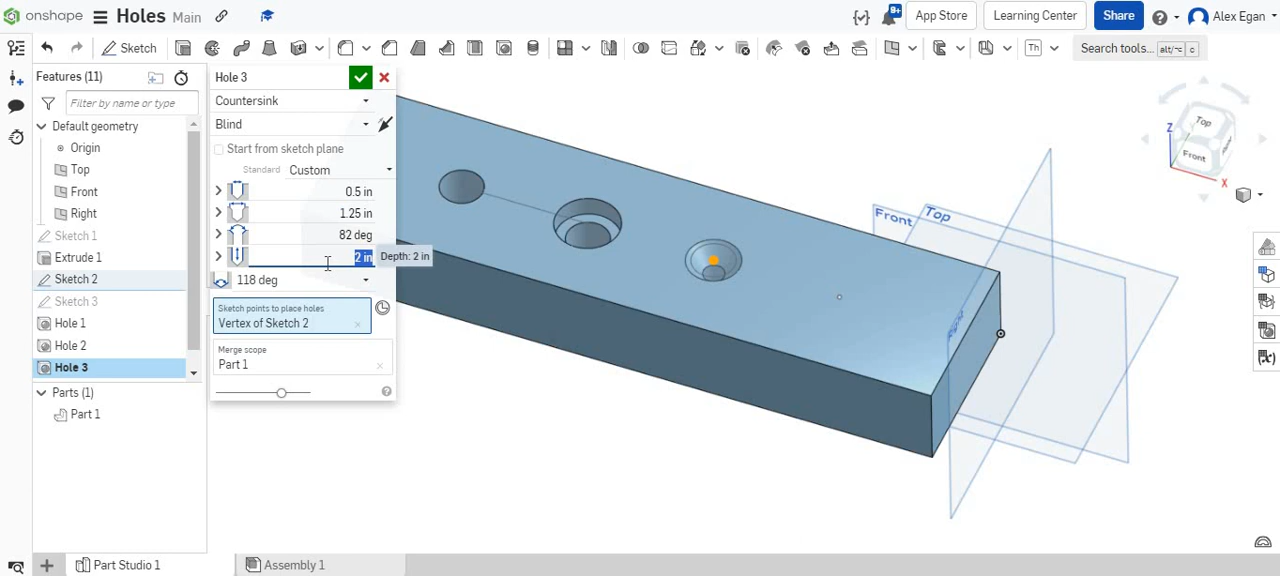 onshape Holes Main 9+ App Store Learning Center Share Alex Egan
Sketch Th Search tools... alt/⌥ c
Features (11)
Filter by name or type
Default geometry
Origin
Top
Front
Right
Sketch 1
Extrude 1
Sketch 2
Sketch 3
Hole 1
Hole 2
Hole 3
Parts (1)
Part 1
Hole 3
Countersink
Blind
Start from sketch plane
Standard Custom
0.5 in
1.25 in
82 deg
2 in Depth: 2 in
118 deg
Sketch points to place holes
Vertex of Sketch 2
Merge scope
Part 1
Front Top
Right
Z Top
Front
X
Part Studio 1 Assembly 1